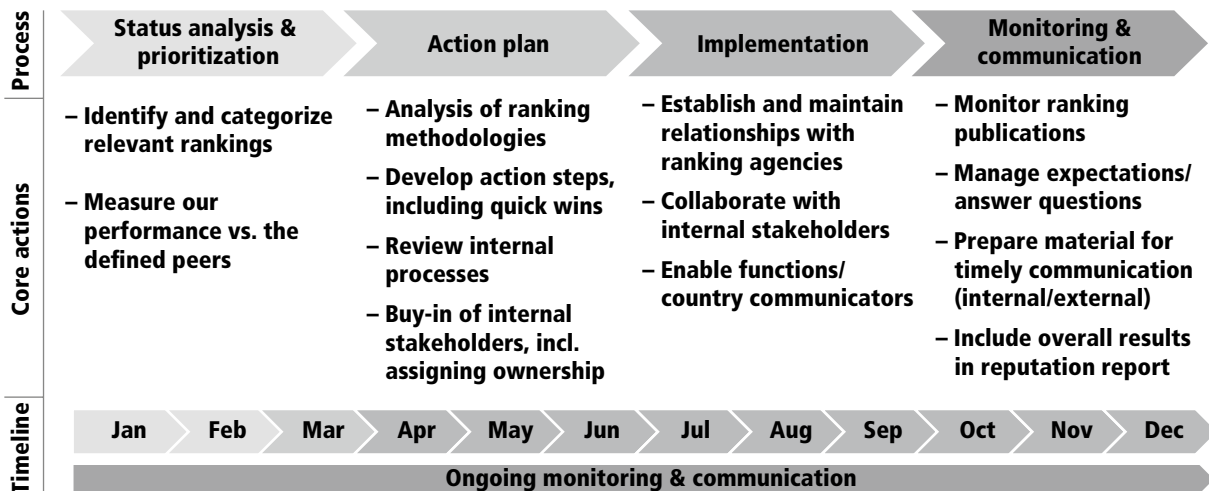 Process
Status analysis &
prioritization
Action plan
Implementation
Monitoring &
communication
Core actions
– Identify and categorize
relevant rankings
– Measure our
performance vs. the
defined peers
– Analysis of ranking
methodologies
– Develop action steps,
including quick wins
– Review internal
processes
– Buy-in of internal
stakeholders, incl.
assigning ownership
– Establish and maintain
relationships with
ranking agencies
– Collaborate with
internal stakeholders
– Enable functions/
country communicators
– Monitor ranking
publications
– Manage expectations/
answer questions
– Prepare material for
timely communication
(internal/external)
– Include overall results
in reputation report
Timeline
Jan Feb Mar Apr May Jun Jul Aug Sep Oct Nov Dec
Ongoing monitoring & communication